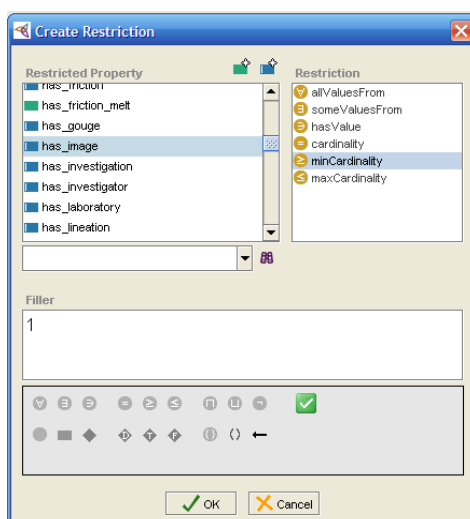 Create Restriction
Restricted Property
has_friction
has_friction_melt
has_gouge
has_image
has_investigation
has_investigator
has_laboratory
has_lineation
Restriction
allValuesFrom
someValuesFrom
hasValue
cardinality
minCardinality
maxCardinality
Filler
1
OK
Cancel